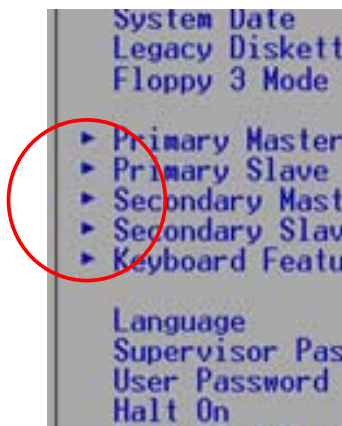 System Date
Legacy Diskett
Floppy 3 Mode
Primary Master
Primary Slave
Secondary Mast
Secondary Slav
Keyboard Featu
Language
Supervisor Pas
User Password
Halt On